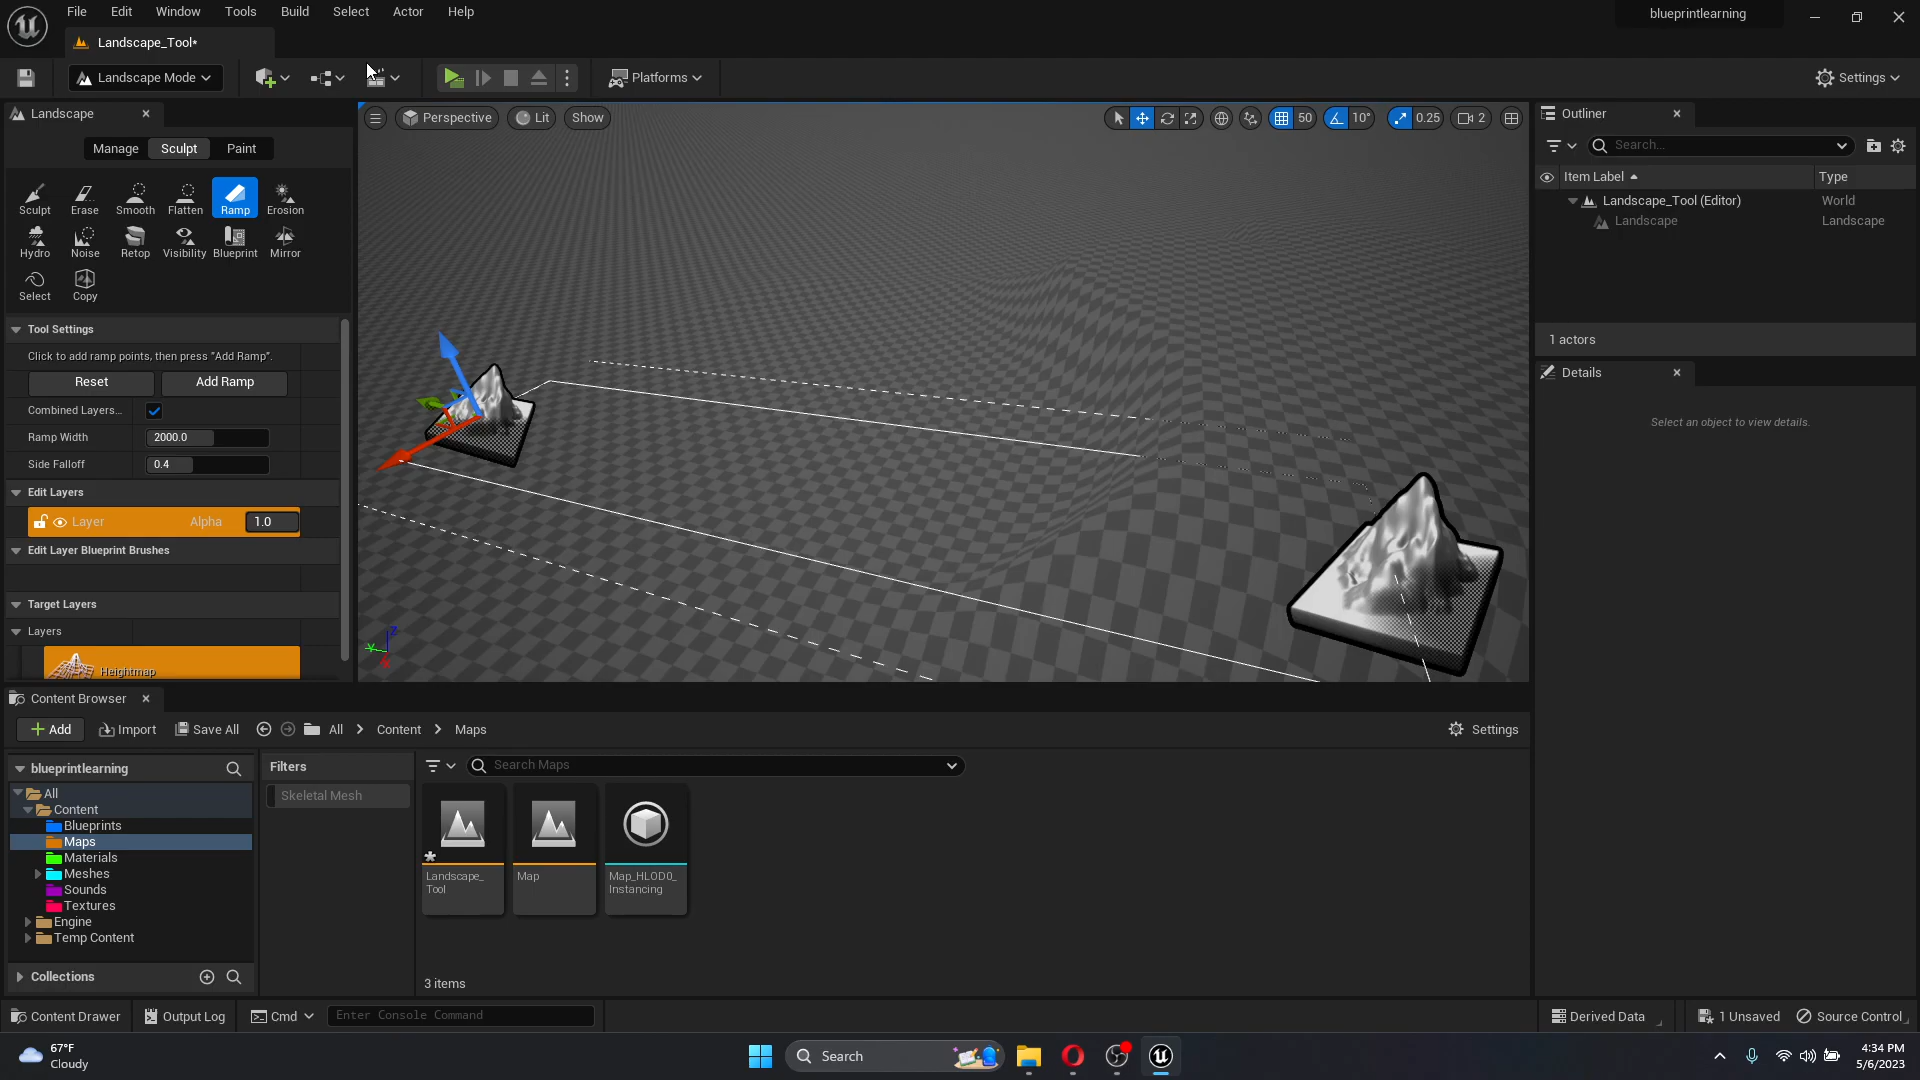 File Edit Window Tools Build Select Actor Help
blueprintlearning
Landscape_Tool*
Landscape Mode
Platforms
Settings
Landscape
Perspective
Lit
Show
50
10°
0.25
2
Outliner
Manage
Sculpt
Paint
Search...
Item Label
Type
Sculpt Erase Smooth Flatten Ramp Erosion
Landscape_Tool (Editor)
World
Landscape
Landscape
Hydro Noise Retop Visibility Blueprint Mirror
Select Copy
Tool Settings
1 actors
Click to add ramp points, then press "Add Ramp".
Details
Reset
Add Ramp
Combined Layers...
Select an object to view details.
Ramp Width
2000.0
Side Falloff
0.4
Edit Layers
Layer
Alpha
1.0
Edit Layer Blueprint Brushes
Target Layers
Layers
Heightmap
Z
Y
X
Content Browser
Add
Import
Save All
All
Content
Maps
Settings
blueprintlearning
Filters
Search Maps
All
Skeletal Mesh
Content
Blueprints
Maps
Materials
Meshes
Sounds
Textures
Engine
Temp Content
Landscape_
Tool
Map
Map_HLOD0_
Instancing
Collections
3 items
Content Drawer
Output Log
Cmd
Enter Console Command
Derived Data
1 Unsaved
Source Control
67°F
Cloudy
Search
4:34 PM
5/6/2023